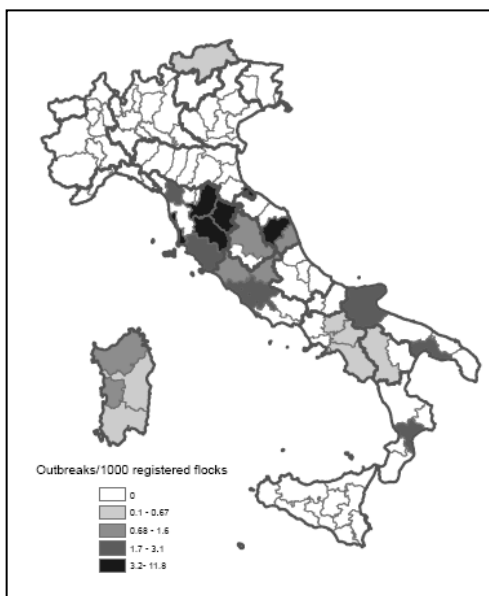 Outbreaks/1000 registered flocks
0
0.1 - 0.67
0.68 - 1.6
1.7 - 3.1
3.2- 11.8